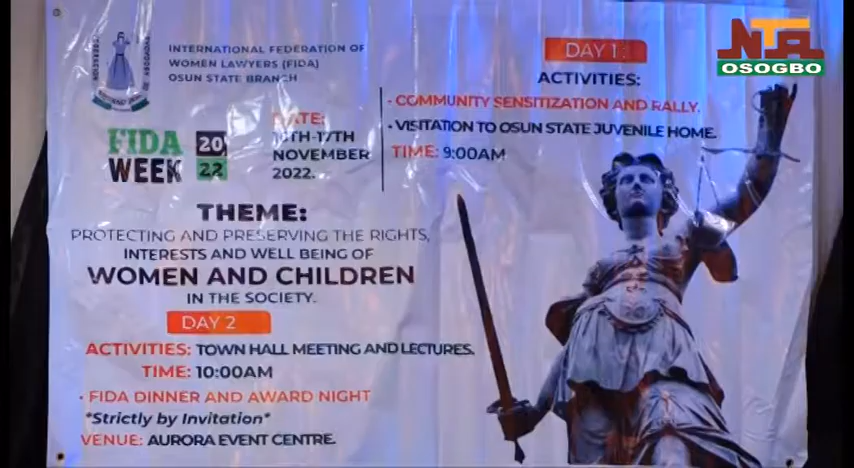 NTA
OSOGBO
INTERNATIONAL FEDERATION OF
WOMEN LAWYERS (FIDA)
OSUN STATE BRANCH
FIDA
WEEK
20
22
DATE:
16TH-17TH
NOVEMBER
2022.
THEME:
PROTECTING AND PRESERVING THE RIGHTS,
INTERESTS AND WELL BEING OF
WOMEN AND CHILDREN
IN THE SOCIETY.
DAY 1
ACTIVITIES:
• COMMUNITY SENSITIZATION AND RALLY.
• VISITATION TO OSUN STATE JUVENILE HOME.
TIME: 9:00AM
DAY 2
ACTIVITIES: TOWN HALL MEETING AND LECTURES.
TIME: 10:00AM
• FIDA DINNER AND AWARD NIGHT
*Strictly by Invitation*
VENUE: AURORA EVENT CENTRE.